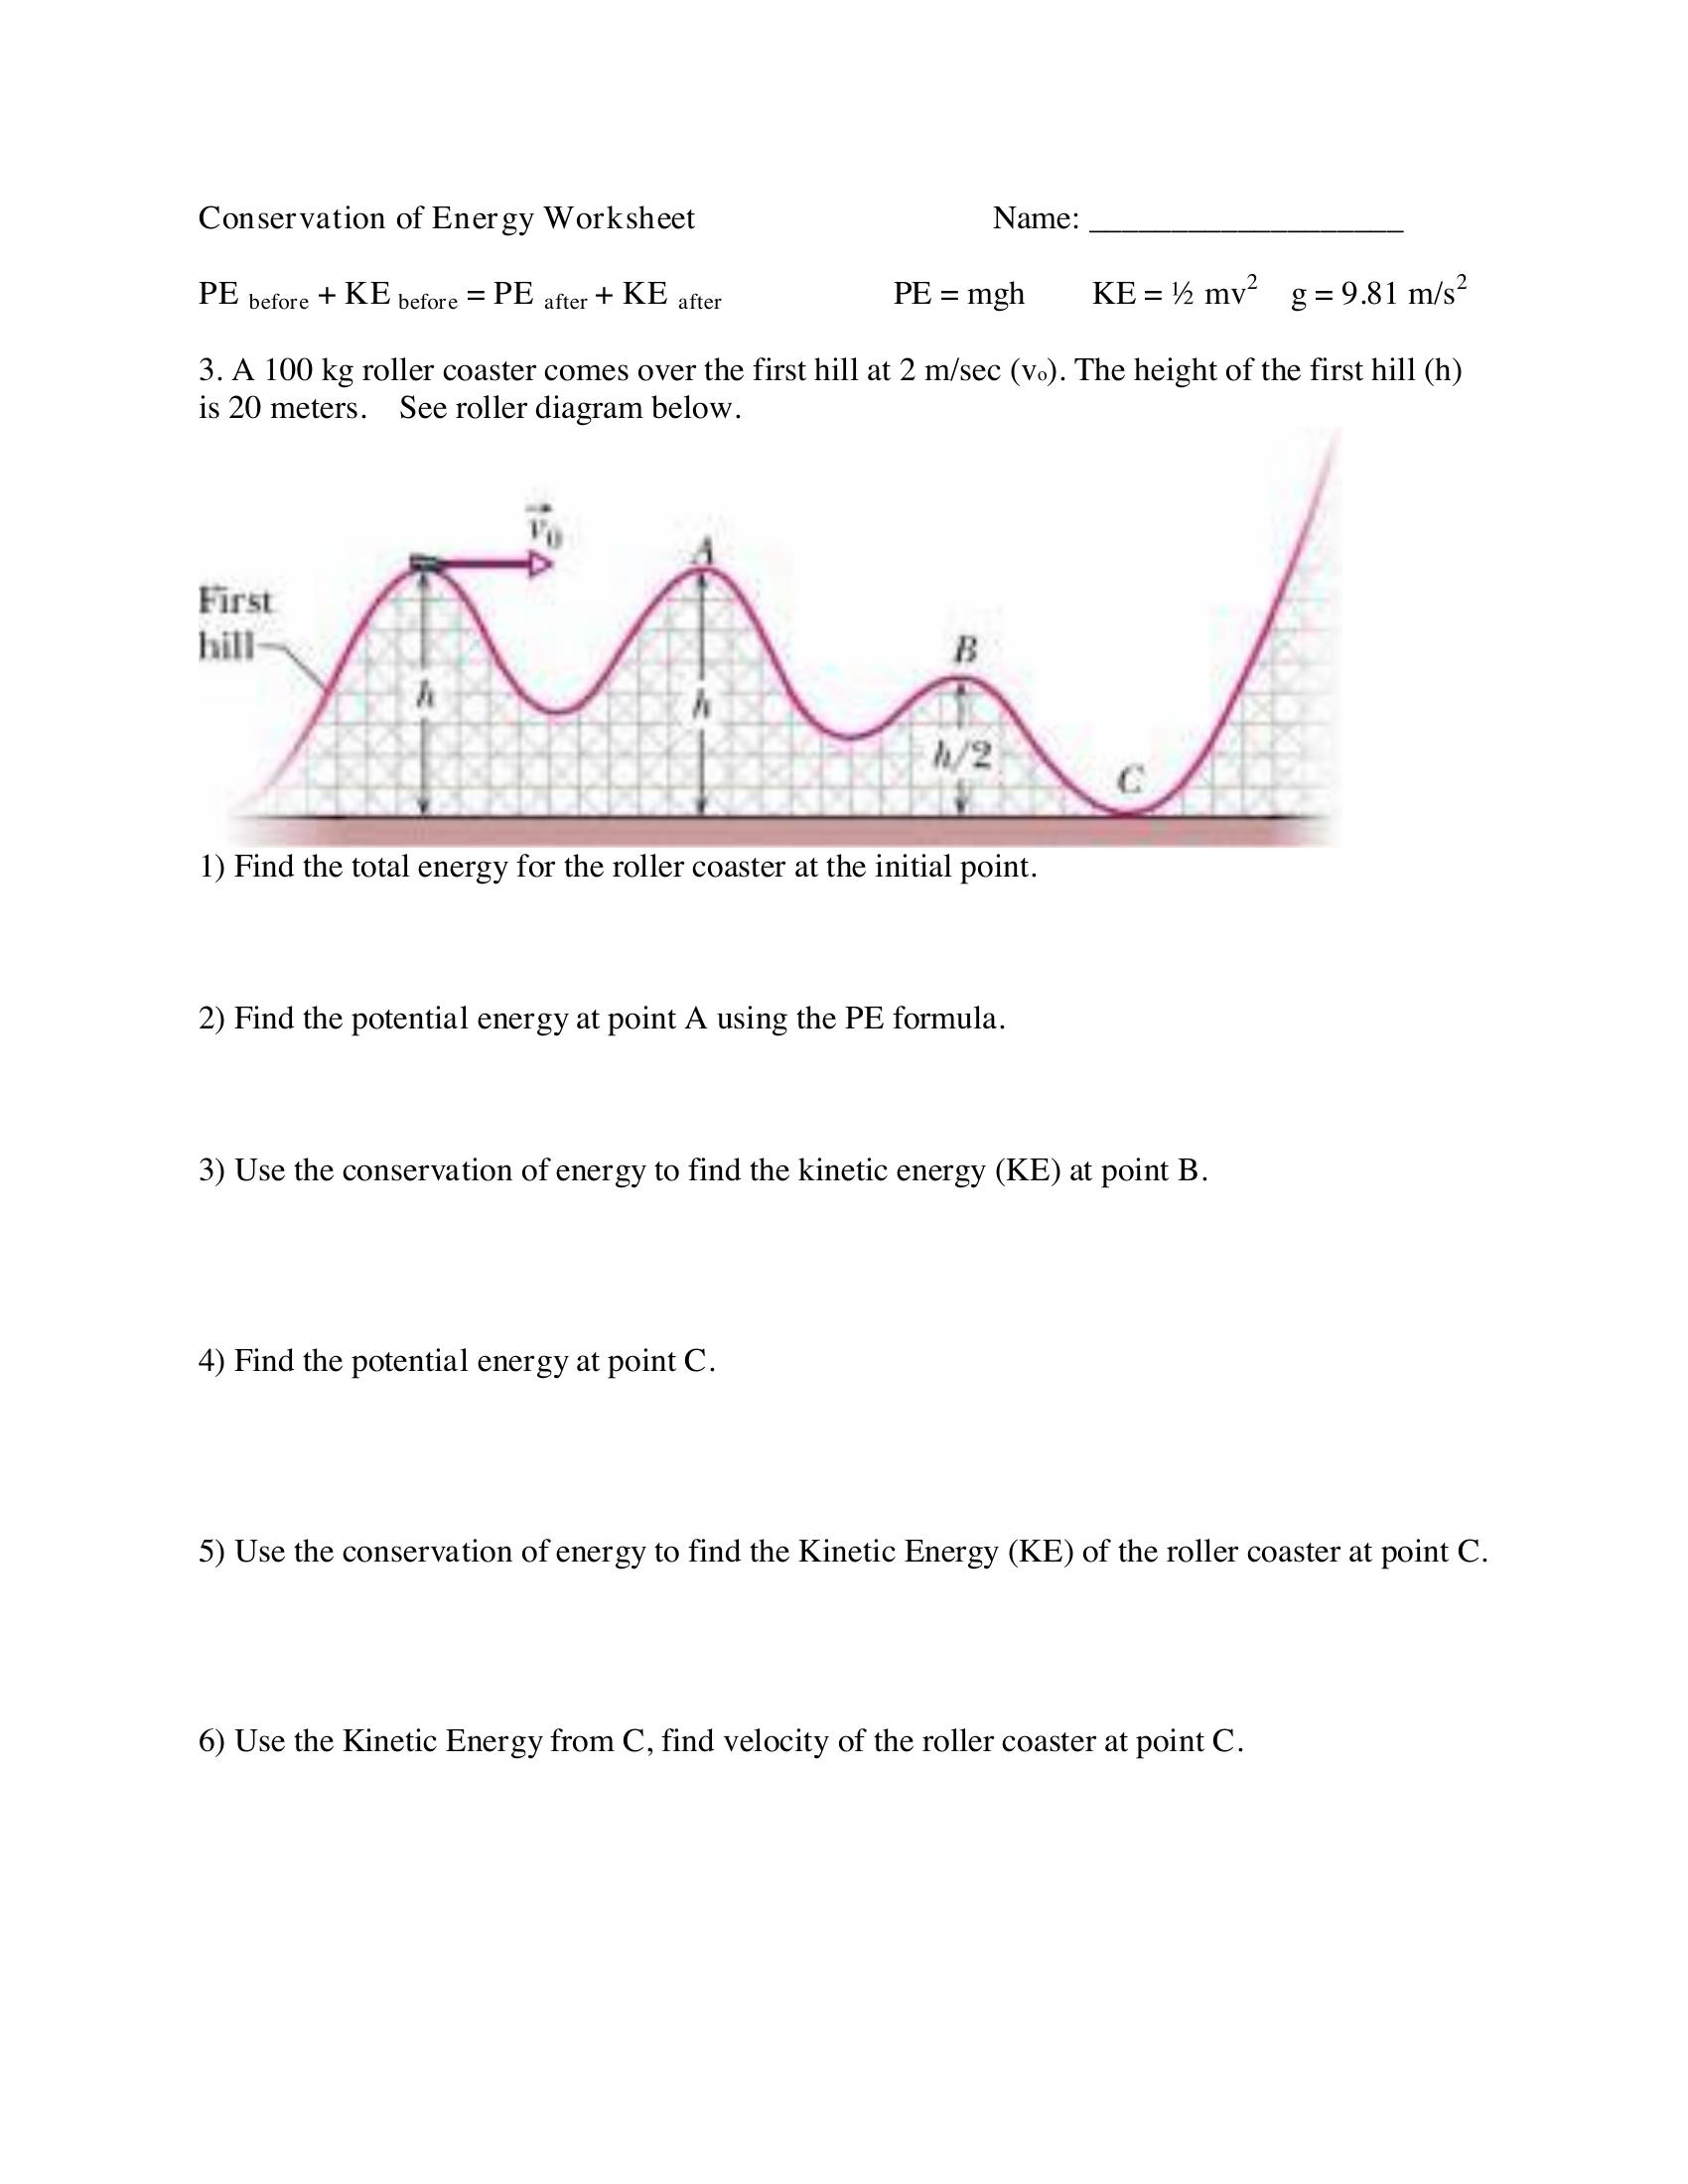 Conservation of Energy Worksheet Name: ___________________
PE before + KE before = PE after + KE after PE = mgh KE = ½ mv² g = 9.81 m/s²
3. A 100 kg roller coaster comes over the first hill at 2 m/sec (v₀). The height of the first hill (h)
is 20 meters. See roller diagram below.
v₀
A
First
hill
B
h
h
h/2
C
1) Find the total energy for the roller coaster at the initial point.
2) Find the potential energy at point A using the PE formula.
3) Use the conservation of energy to find the kinetic energy (KE) at point B.
4) Find the potential energy at point C.
5) Use the conservation of energy to find the Kinetic Energy (KE) of the roller coaster at point C.
6) Use the Kinetic Energy from C, find velocity of the roller coaster at point C.